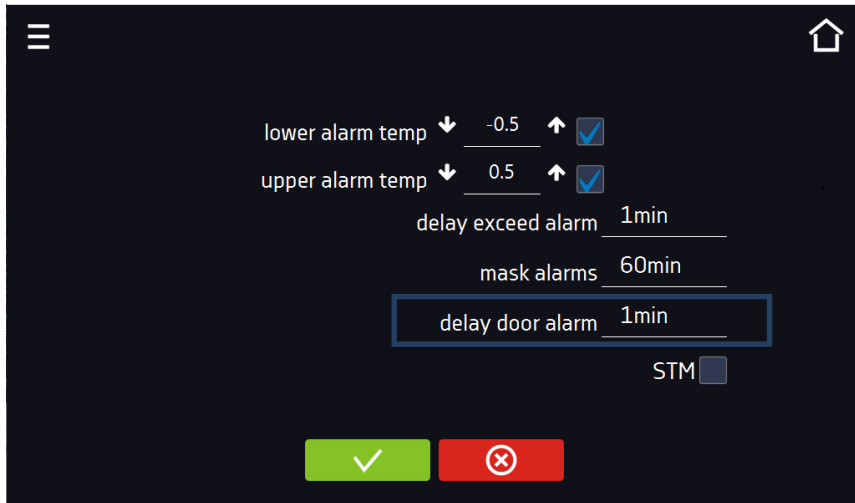 lower alarm temp -0.5
upper alarm temp 0.5
delay exceed alarm 1min
mask alarms 60min
delay door alarm 1min
STM